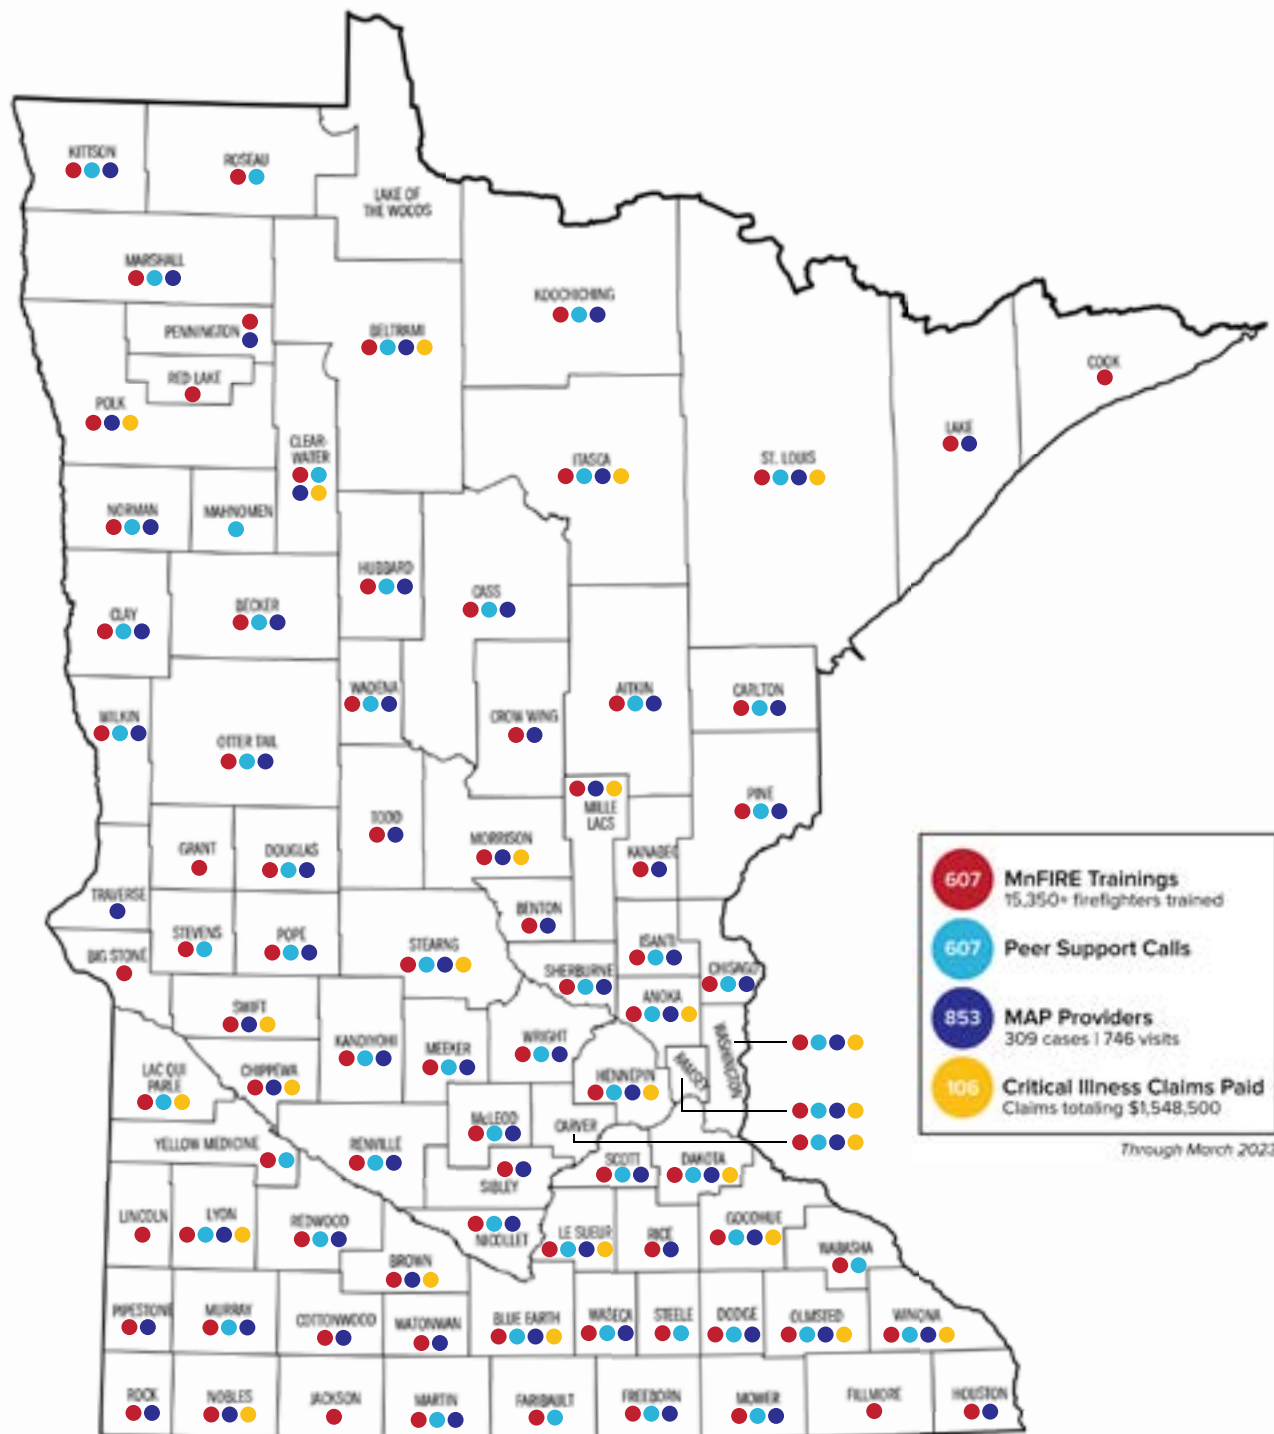 KITTSON
ROSEAU
LAKE OF
THE WOODS
MARSHALL
KOOCHICHING
PENNINGTON
BELTRAMI
RED LAKE
COOK
POLK
LAKE
CLEAR-
WATER
ITASCA
ST. LOUIS
NORMAN
MAHNOMEN
HUBBARD
CASS
CLAY
BECKER
WADENA
AITKIN
CARLTON
WILKIN
CROW WING
OTTER TAIL
PINE
MILLE
LACS
TODD
MORRISON
GRANT
DOUGLAS
KANABEC
TRAVERSE
BENTON
STEVENS
POPE
STEARNS
ISANTI
BIG STONE
SHERBURNE
CHISAGO
ANOKA
SWIFT
KANDIYOHI
MEEKER
WRIGHT
WASHINGTON
RAMSEY
LAC QUI
PARLE
CHIPPEWA
HENNEPIN
McLEOD
CARVER
YELLOW MEDICINE
RENVILLE
SCOTT
DAKOTA
SIBLEY
LINCOLN
LYON
REDWOOD
NICOLLET
LE SUEUR
RICE
GOODHUE
WABASHA
BROWN
PIPESTONE
MURRAY
COTTONWOOD
WATONWAN
BLUE EARTH
WASECA
STEELE
DODGE
OLMSTED
WINONA
ROCK
NOBLES
JACKSON
MARTIN
FARIBAULT
FREEBORN
MOWER
FILLMORE
HOUSTON
607 MnFIRE Trainings
15,350+ firefighters trained
607 Peer Support Calls
853 MAP Providers
309 cases | 746 visits
106 Critical Illness Claims Paid
Claims totaling $1,548,500
Through March 2023